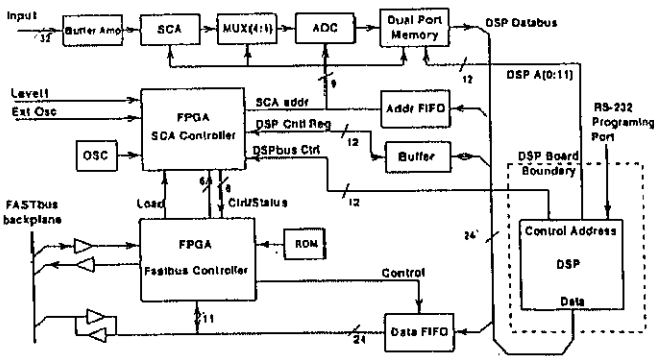 Input
32
Buffer Amp
SCA
MUX(4:1)
ADC
Dual Port
Memory
DSP Databus
12
DSP A[0:11]
9
Level1
Ext Osc
FPGA
SCA Controller
SCA addr
Addr FIFO
RS-232
Programing
Port
DSP Cntl Reg
12
Buffer
OSC
DSPbus Ctrl
12
DSP Board
Boundary
6
8
Load
Ctrl/Status
FASTbus
backplane
FPGA
Fastbus Controller
ROM
24
Control Address
DSP
Data
Control
11
24
Data FIFO